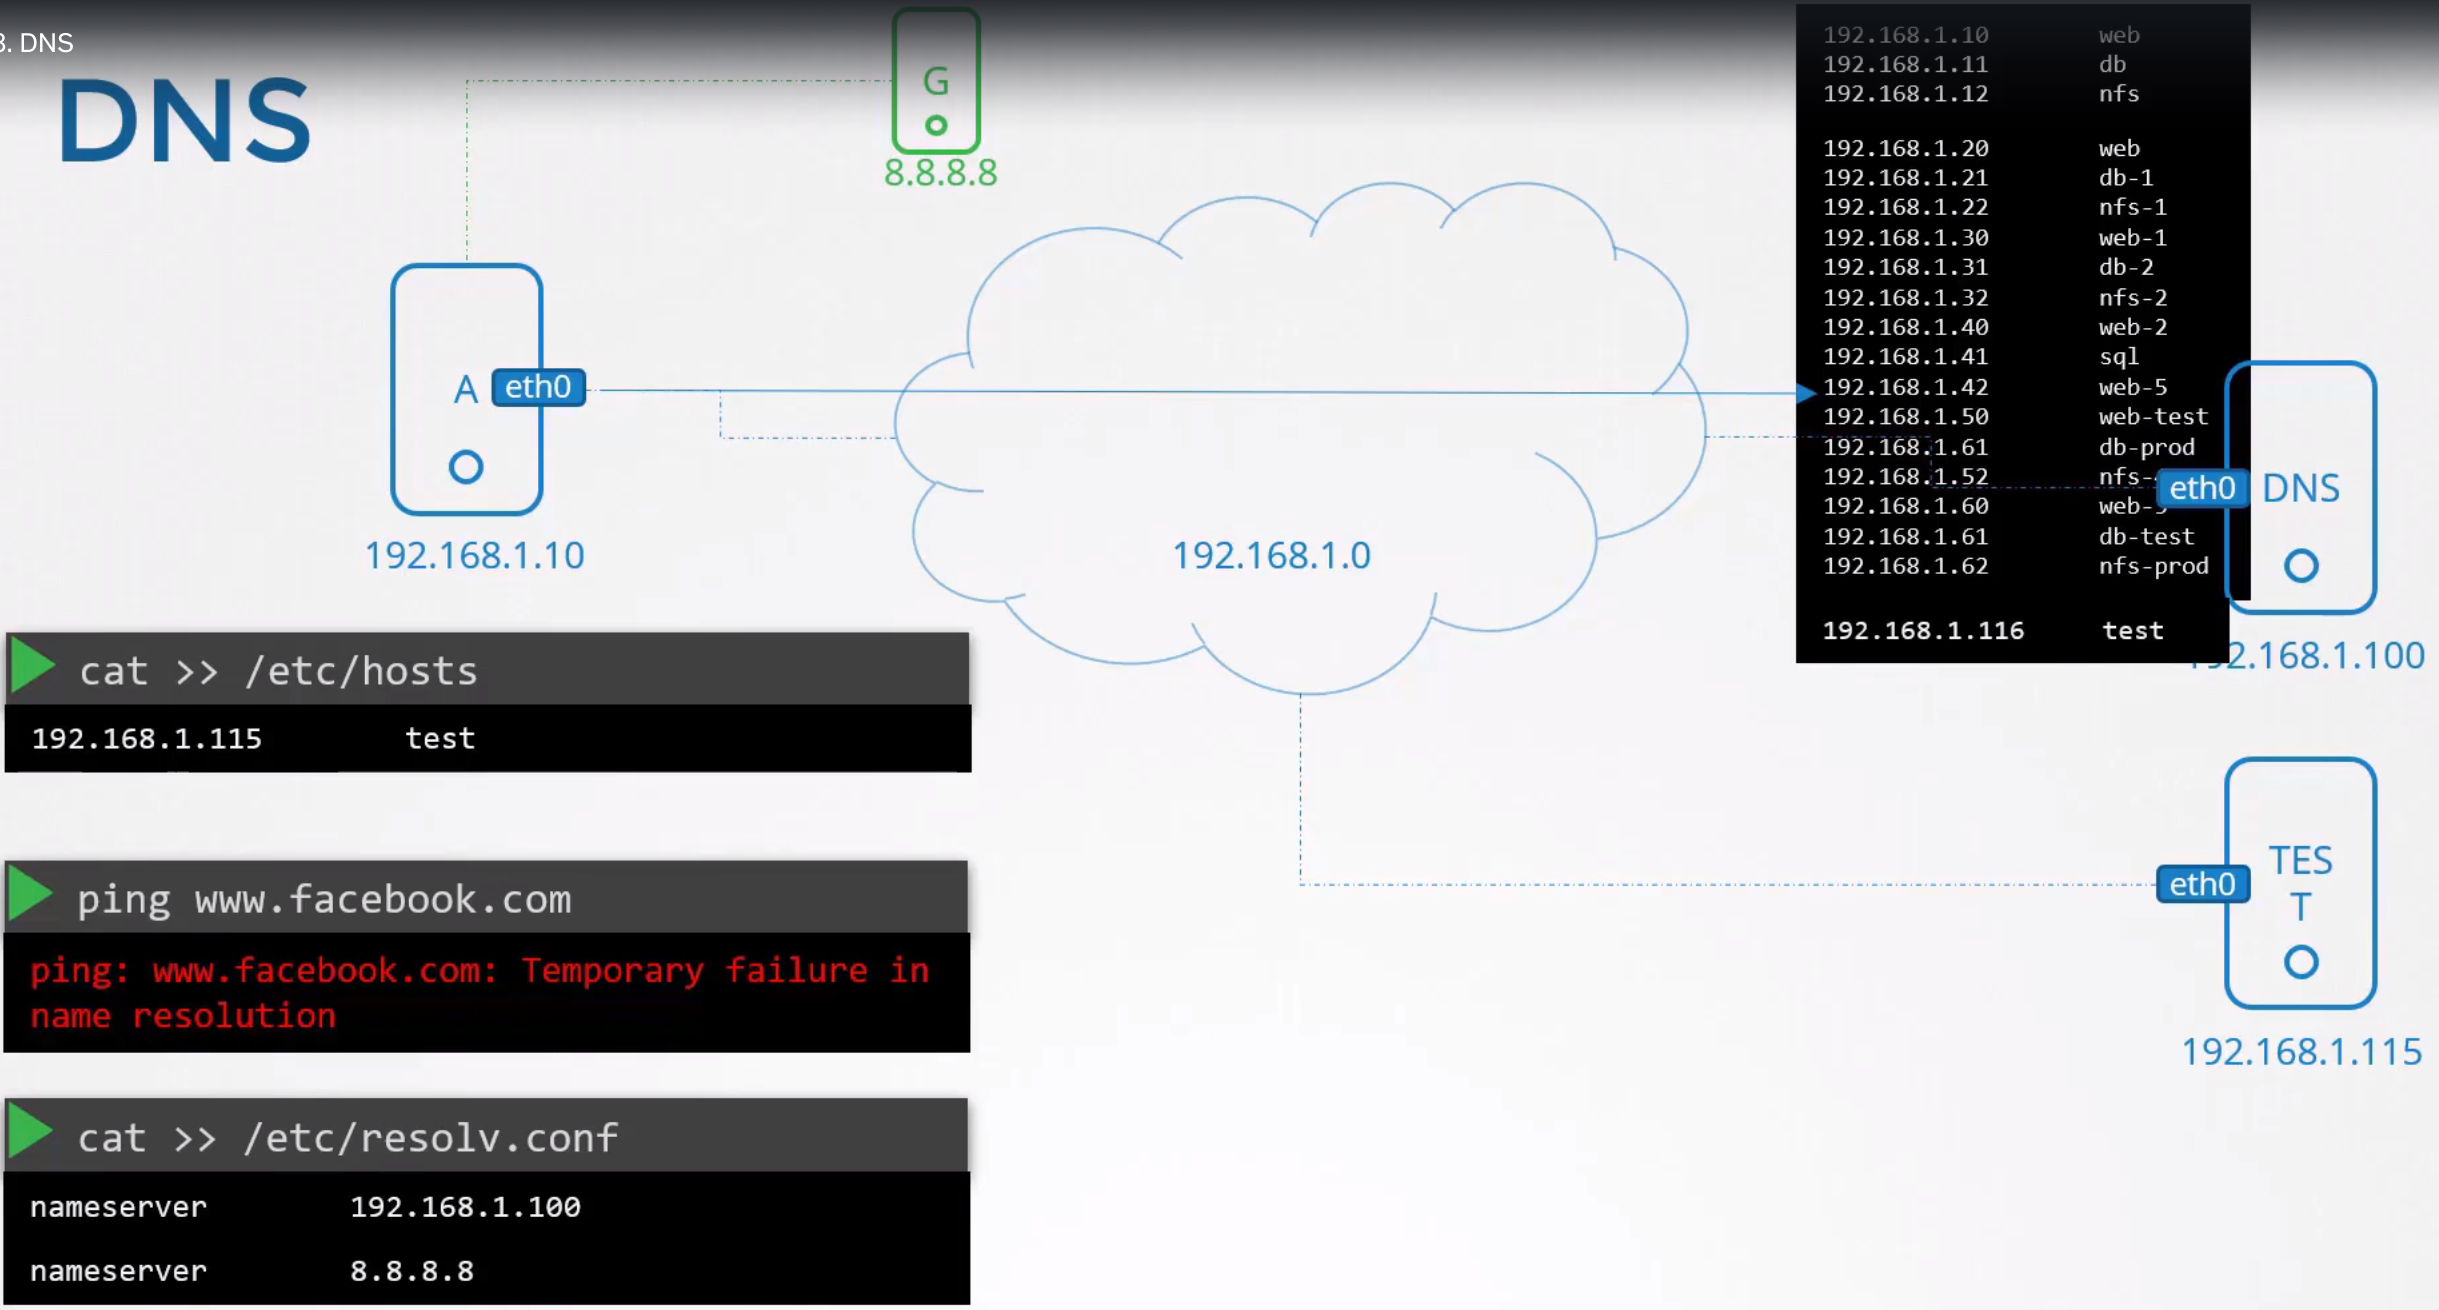 3. DNS
DNS
G
8.8.8.8
A
eth0
192.168.1.10
192.168.1.0
192.168.1.10 web
192.168.1.11 db
192.168.1.12 nfs
192.168.1.20 web
192.168.1.21 db-1
192.168.1.22 nfs-1
192.168.1.30 web-1
192.168.1.31 db-2
192.168.1.32 nfs-2
192.168.1.40 web-2
192.168.1.41 sql
192.168.1.42 web-5
192.168.1.50 web-test
192.168.1.61 db-prod
192.168.1.52
192.168.1.60
192.168.1.61 db-test
192.168.1.62 nfs-prod
192.168.1.116 test
eth0
DNS
2.168.1.100
cat >> /etc/hosts
192.168.1.115 test
ping www.facebook.com
ping: www.facebook.com: Temporary failure in
name resolution
cat >> /etc/resolv.conf
nameserver 192.168.1.100
nameserver 8.8.8.8
eth0
TES
T
192.168.1.115